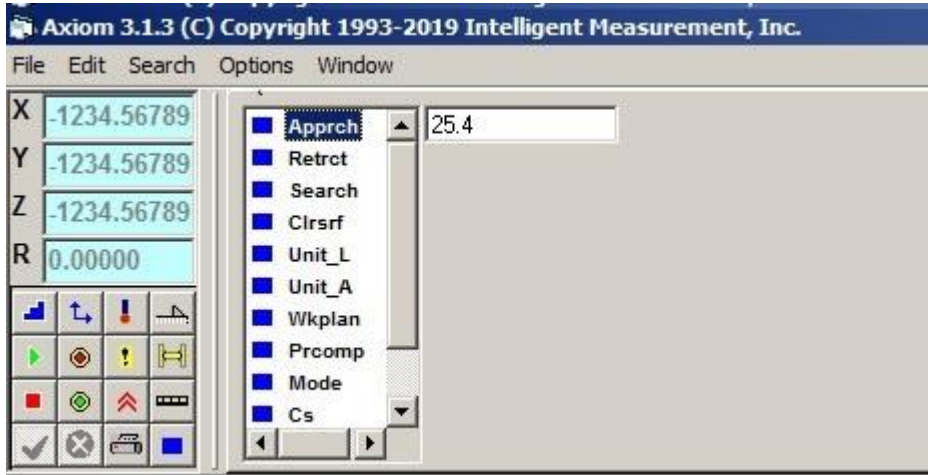 Axiom 3.1.3 (C) Copyright 1993-2019 Intelligent Measurement, Inc.
File Edit Search Options Window
X -1234.56789
Y -1234.56789
Z -1234.56789
R 0.00000
Apprch 25.4
Retrct
Search
Clrsrf
Unit_L
Unit_A
Wkplan
Prcomp
Mode
Cs